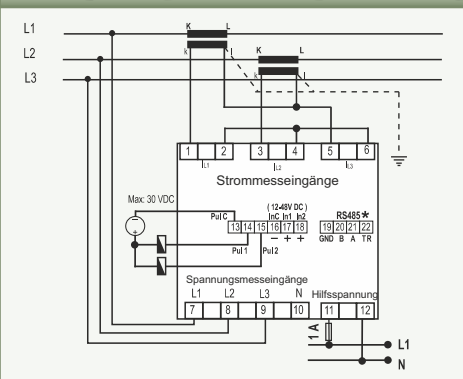 K L
L1
L2
K L
k l
L3
k l
1 2 3 4 5 6
L1 L2 L3
Strommesseingänge
Max: 30 VDC
( 12-48V DC )
Pul C
InC In1 In2
RS485 *
13 14 15 16 17 18
19 20 21 22
− + +
GND B A TR
Pul 1 Pul 2
Spannungsmesseingänge
L1 L2 L3 N
Hilfsspannung
7 8 9 10 11 12
1 A
L1
N